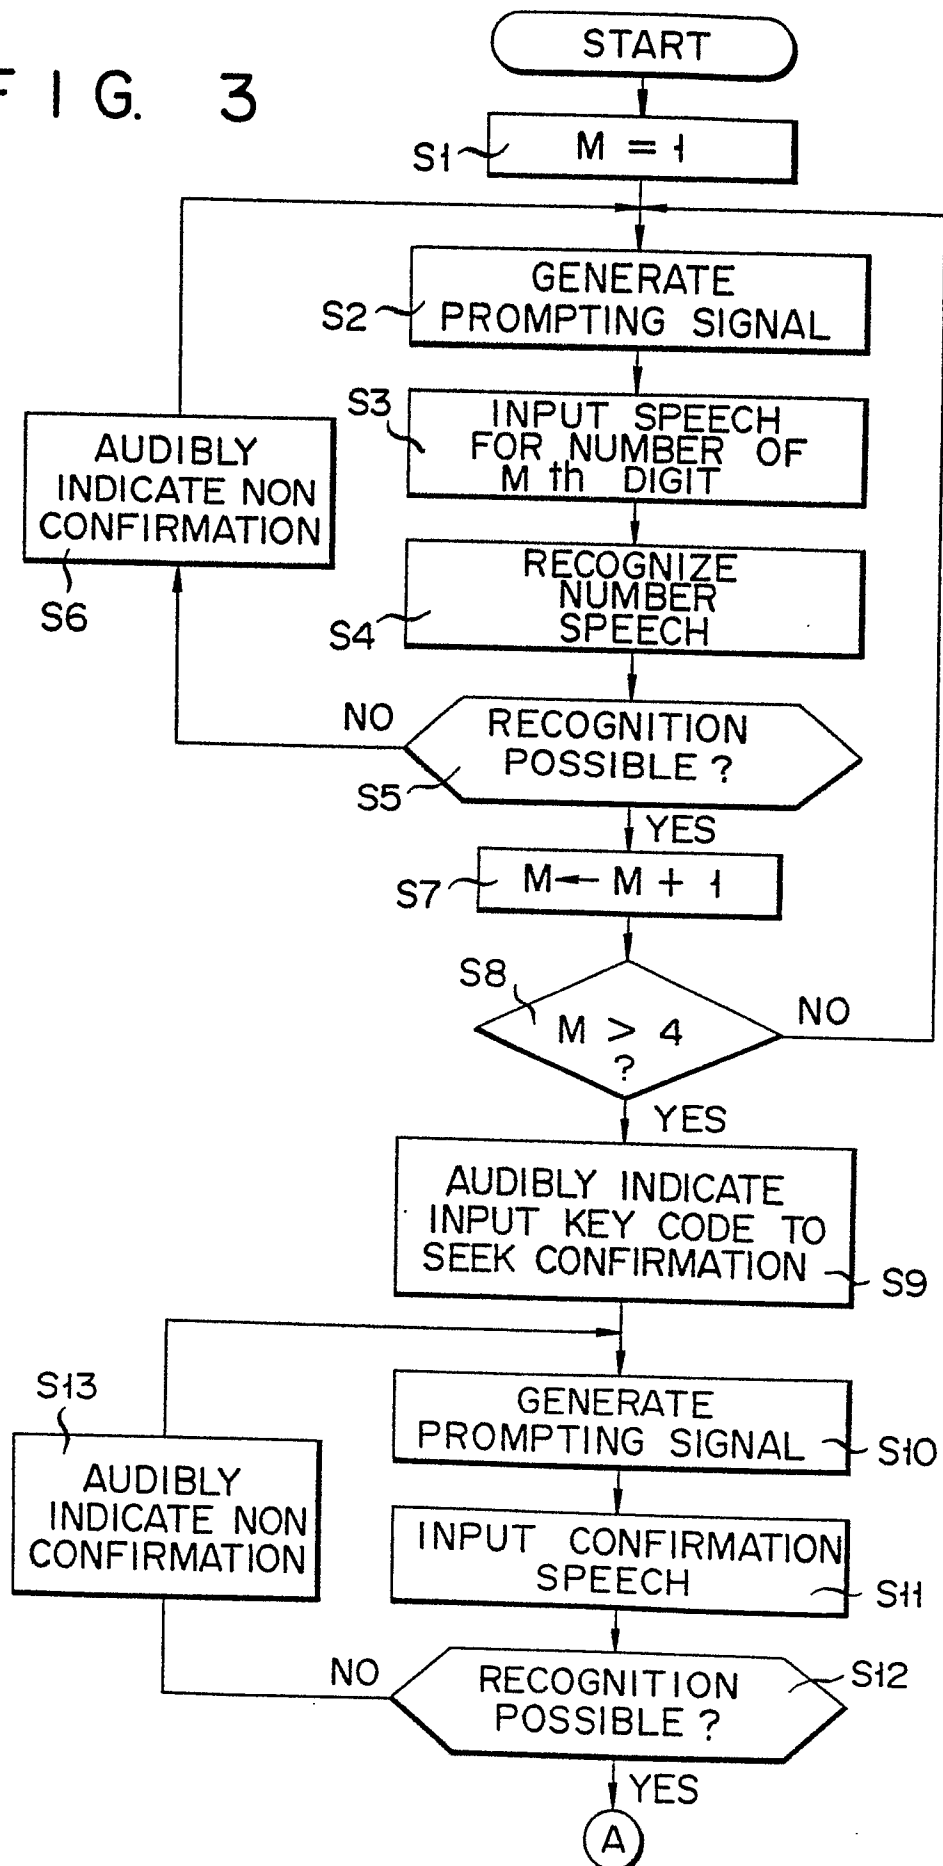 FIG. 3
START
S1
M = 1
S2
GENERATE
PROMPTING SIGNAL
S3
INPUT SPEECH
FOR NUMBER OF
M th DIGIT
AUDIBLY
INDICATE NON
CONFIRMATION
S6
S4
RECOGNIZE
NUMBER
SPEECH
NO
RECOGNITION
POSSIBLE ?
S5
YES
S7
M ← M + 1
S8
M > 4
?
NO
YES
AUDIBLY INDICATE
INPUT KEY CODE TO
SEEK CONFIRMATION
S9
S13
GENERATE
PROMPTING SIGNAL
S10
AUDIBLY
INDICATE NON
CONFIRMATION
INPUT CONFIRMATION
SPEECH
S11
NO
RECOGNITION
POSSIBLE ?
S12
YES
A